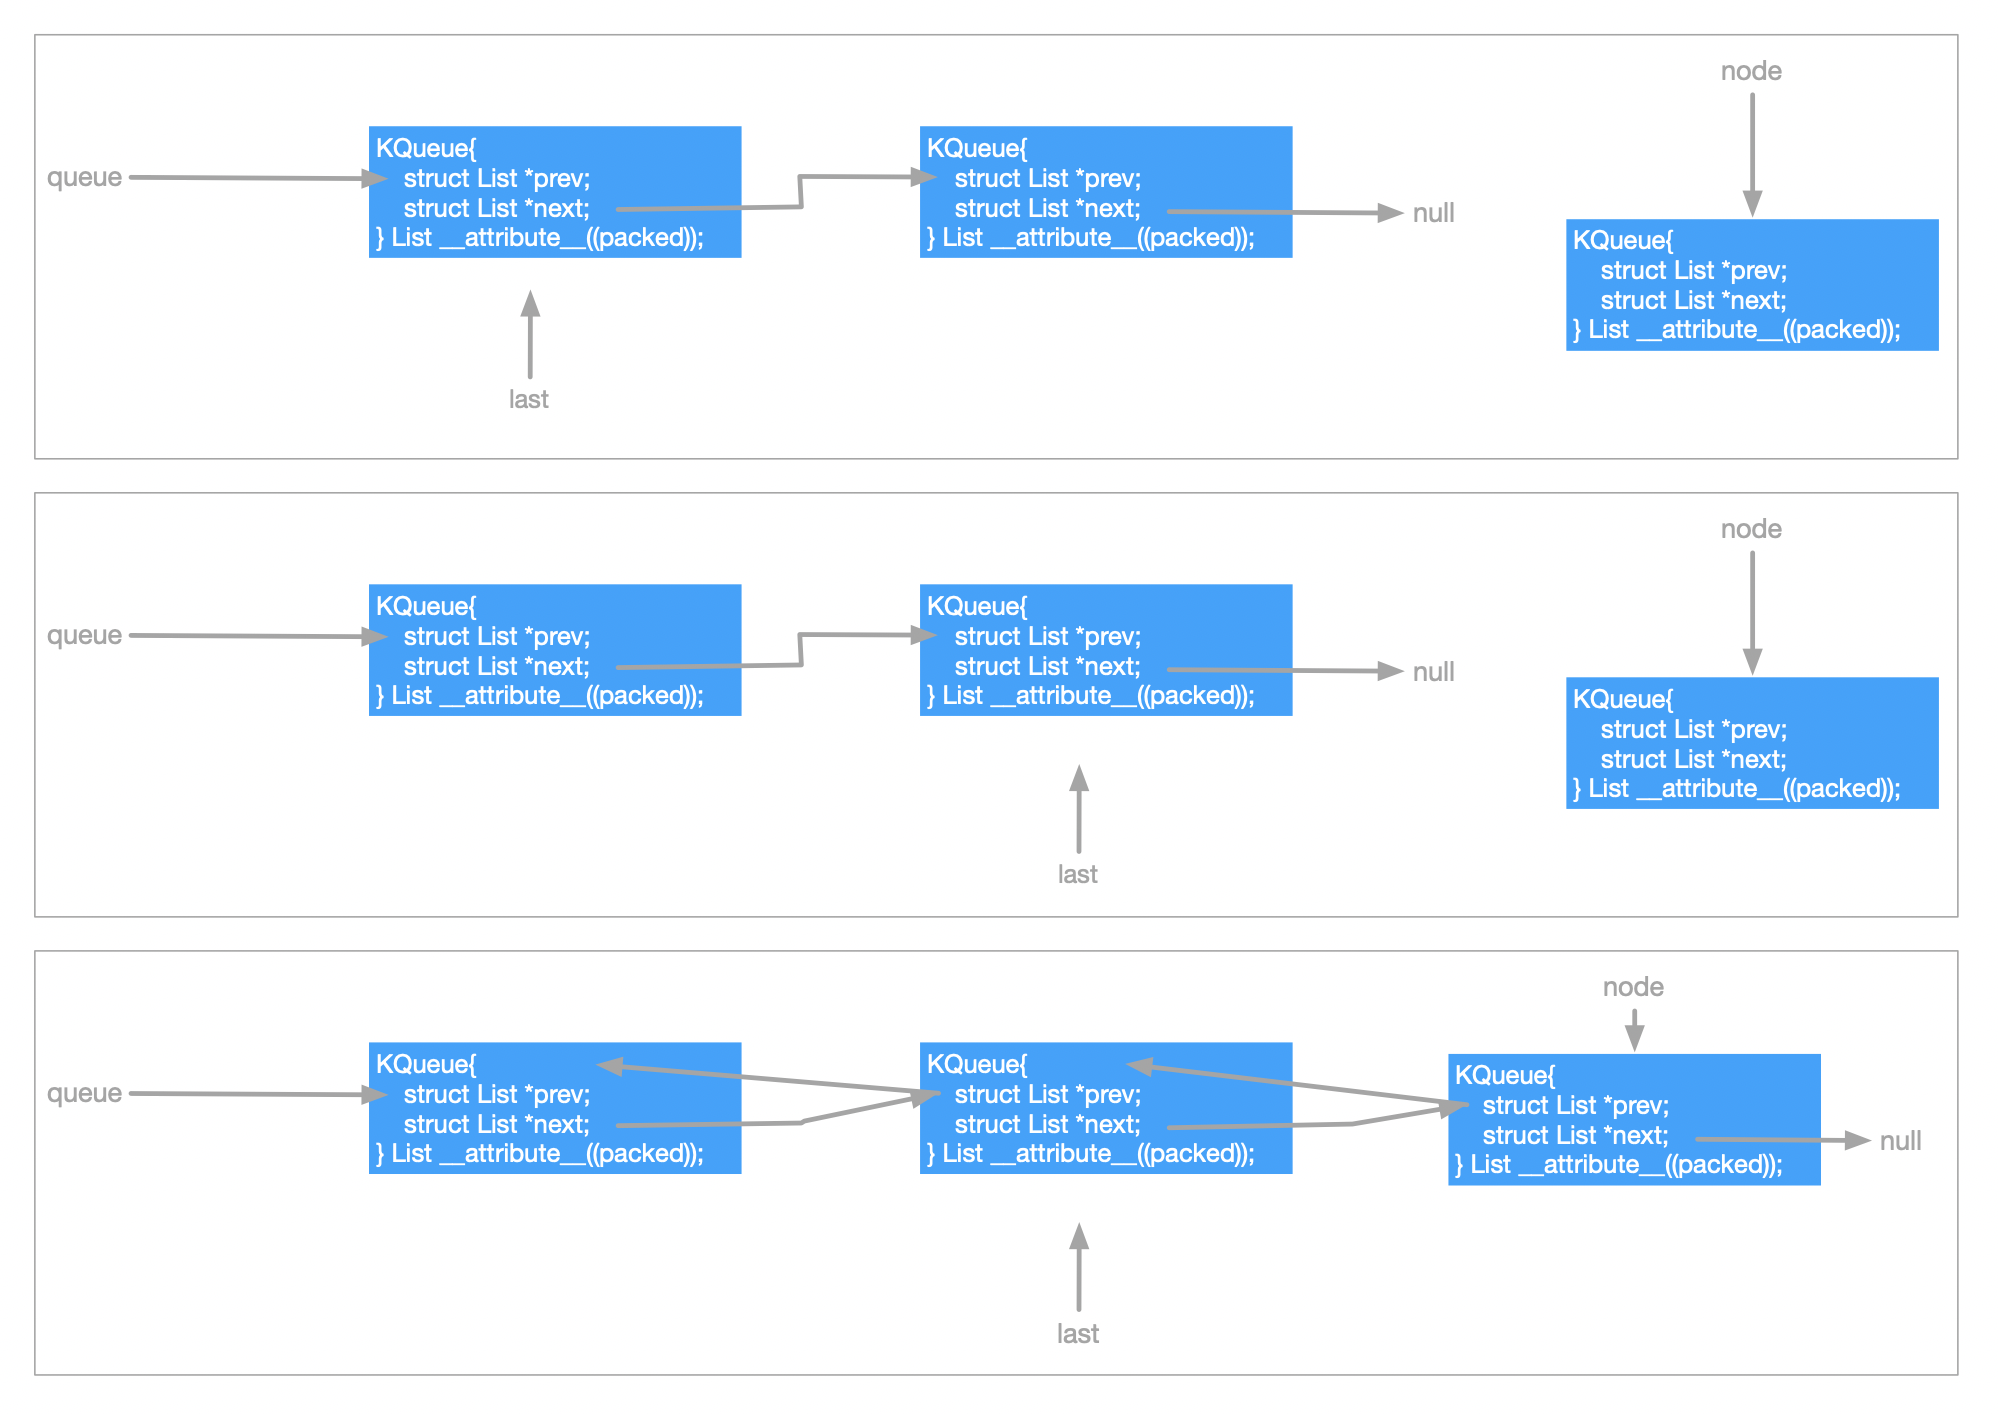 node
queue
KQueue{
struct List *prev;
struct List *next;
} List __attribute__((packed));
KQueue{
struct List *prev;
struct List *next;
} List __attribute__((packed));
null
KQueue{
struct List *prev;
struct List *next;
} List __attribute__((packed));
last
node
queue
KQueue{
struct List *prev;
struct List *next;
} List __attribute__((packed));
KQueue{
struct List *prev;
struct List *next;
} List __attribute__((packed));
null
KQueue{
struct List *prev;
struct List *next;
} List __attribute__((packed));
last
node
queue
KQueue{
struct List *prev;
struct List *next;
} List __attribute__((packed));
KQueue{
struct List *prev;
struct List *next;
} List __attribute__((packed));
KQueue{
struct List *prev;
struct List *next;
} List __attribute__((packed));
null
last